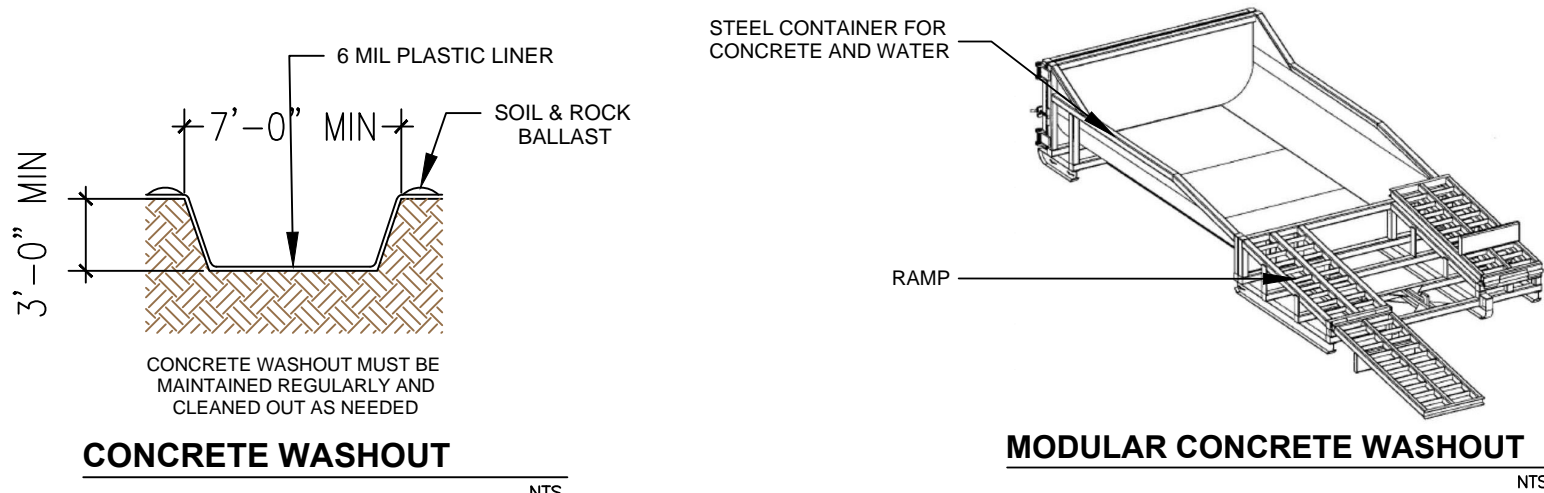 6 MIL PLASTIC LINER
7'-0" MIN
SOIL & ROCK
BALLAST
3'-0" MIN
CONCRETE WASHOUT MUST BE
MAINTAINED REGULARLY AND
CLEANED OUT AS NEEDED
CONCRETE WASHOUT
NTS
STEEL CONTAINER FOR
CONCRETE AND WATER
RAMP
MODULAR CONCRETE WASHOUT
NTS